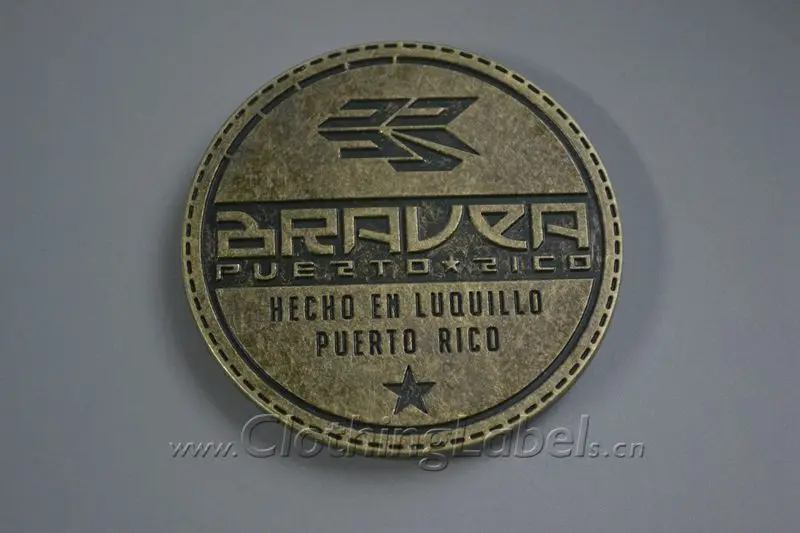 BRAVEA
PUERTO★RICO
HECHO EN LUQUILLO
PUERTO RICO
www.ClothingLabels.cn